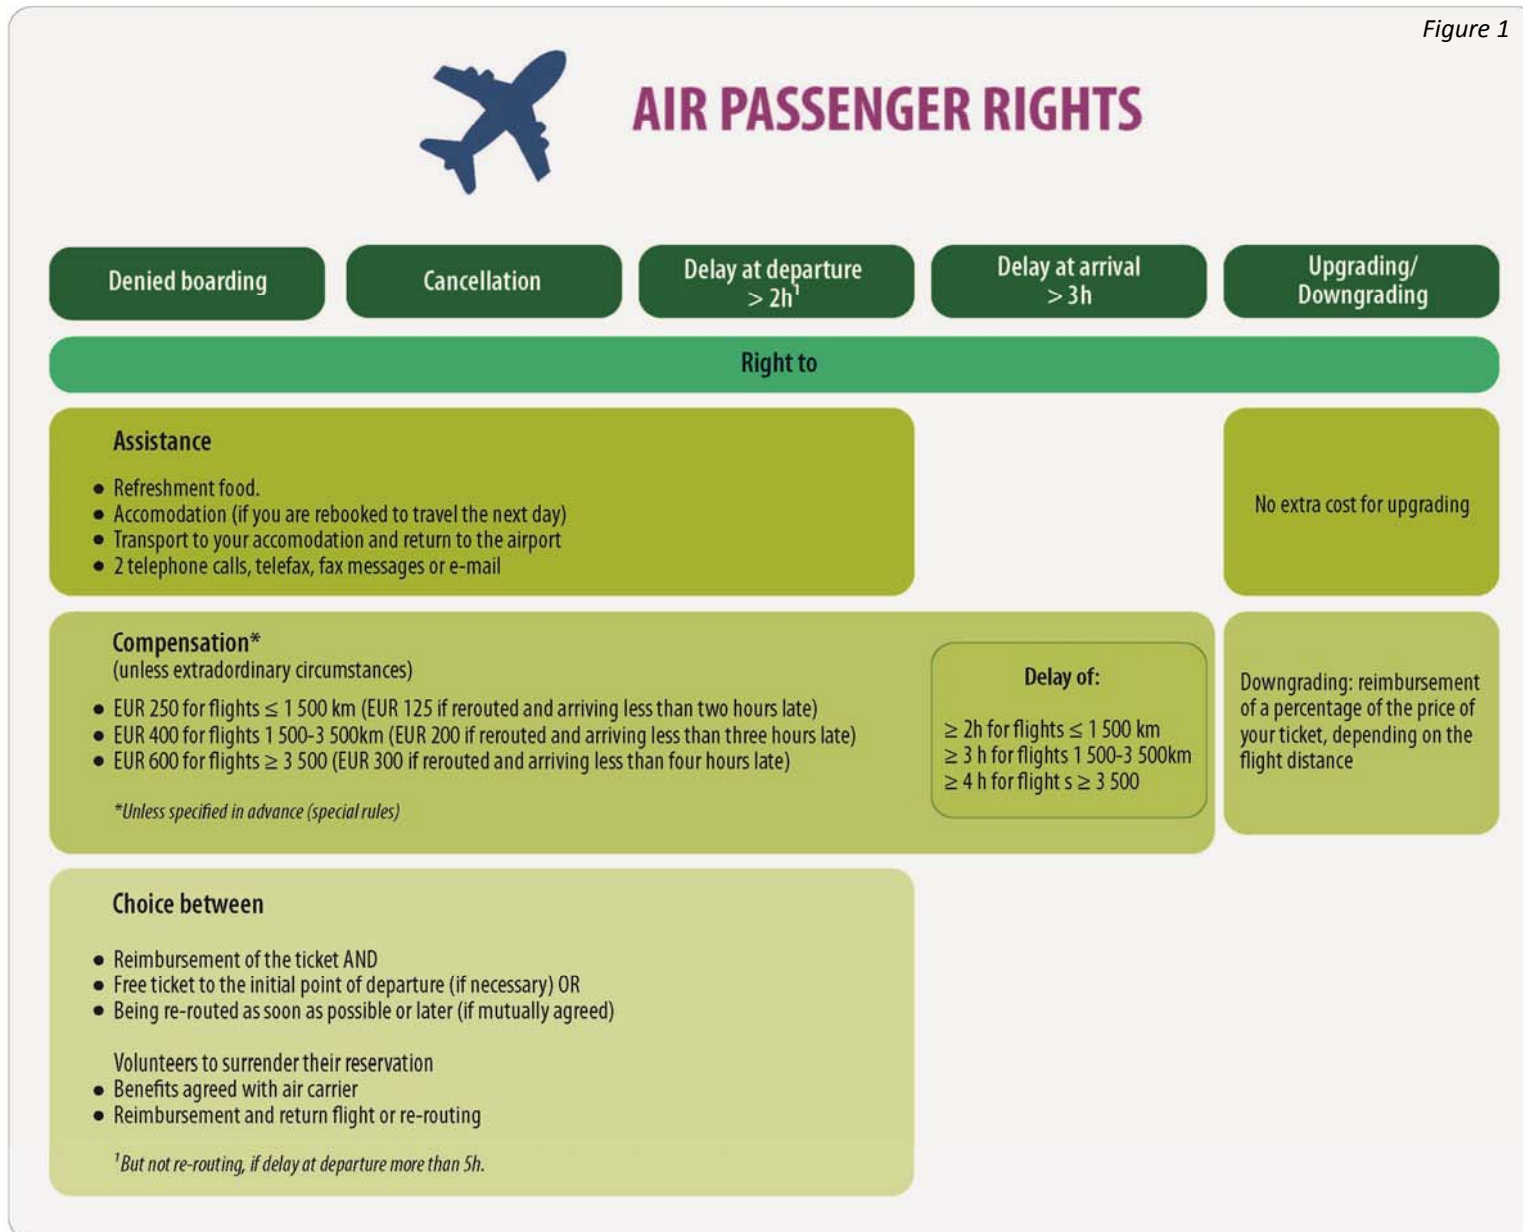 Figure 1
AIR PASSENGER RIGHTS
Denied boarding
Cancellation
Delay at departure
> 2h¹
Delay at arrival
> 3h
Upgrading/
Downgrading
Right to
Assistance
● Refreshment food.
● Accomodation (if you are rebooked to travel the next day)
● Transport to your accomodation and return to the airport
● 2 telephone calls, telefax, fax messages or e-mail
No extra cost for upgrading
Compensation*
(unless extradordinary circumstances)
● EUR 250 for flights ≤ 1 500 km (EUR 125 if rerouted and arriving less than two hours late)
● EUR 400 for flights 1 500-3 500km (EUR 200 if rerouted and arriving less than three hours late)
● EUR 600 for flights ≥ 3 500 (EUR 300 if rerouted and arriving less than four hours late)
*Unless specified in advance (special rules)
Delay of:
≥ 2h for flights ≤ 1 500 km
≥ 3 h for flights 1 500-3 500km
≥ 4 h for flight s ≥ 3 500
Downgrading: reimbursement
of a percentage of the price of
your ticket, depending on the
flight distance
Choice between
● Reimbursement of the ticket AND
● Free ticket to the initial point of departure (if necessary) OR
● Being re-routed as soon as possible or later (if mutually agreed)
Volunteers to surrender their reservation
● Benefits agreed with air carrier
● Reimbursement and return flight or re-routing
¹But not re-routing, if delay at departure more than 5h.